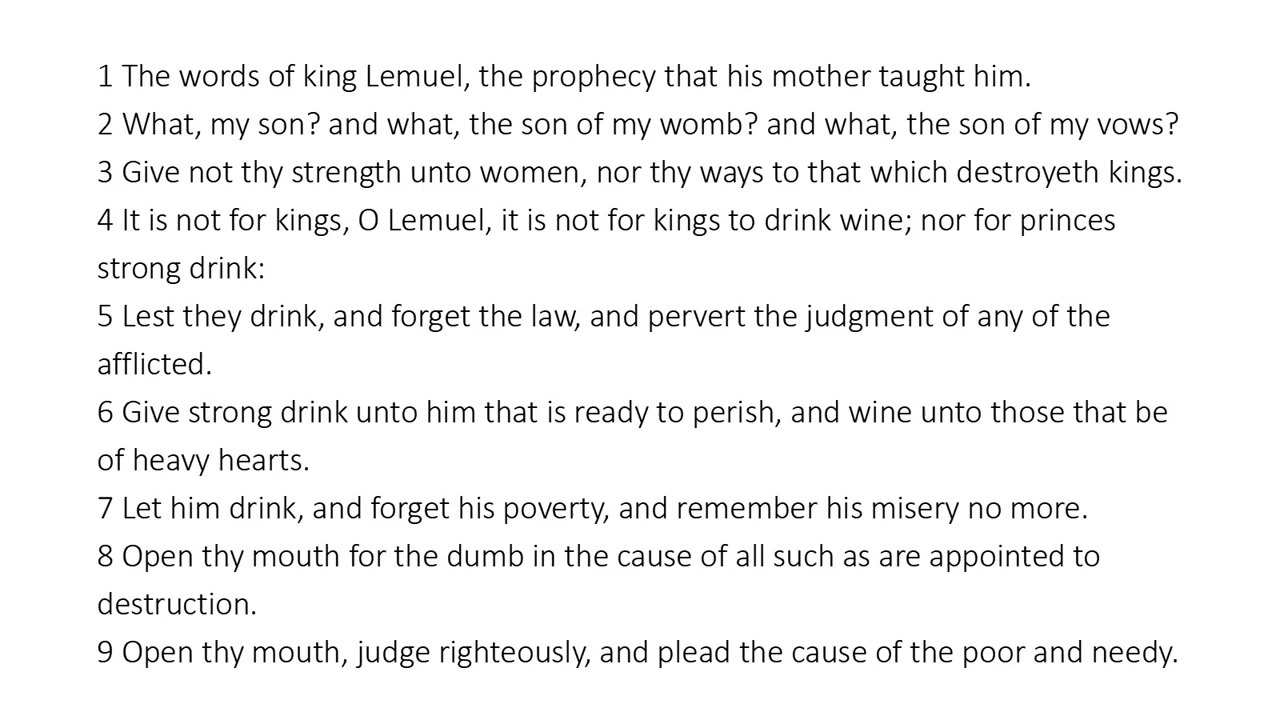 1 The words of king Lemuel, the prophecy that his mother taught him.
2 What, my son? and what, the son of my womb? and what, the son of my vows?
3 Give not thy strength unto women, nor thy ways to that which destroyeth kings.
4 It is not for kings, O Lemuel, it is not for kings to drink wine; nor for princes
strong drink:
5 Lest they drink, and forget the law, and pervert the judgment of any of the
afflicted.
6 Give strong drink unto him that is ready to perish, and wine unto those that be
of heavy hearts.
7 Let him drink, and forget his poverty, and remember his misery no more.
8 Open thy mouth for the dumb in the cause of all such as are appointed to
destruction.
9 Open thy mouth, judge righteously, and plead the cause of the poor and needy.